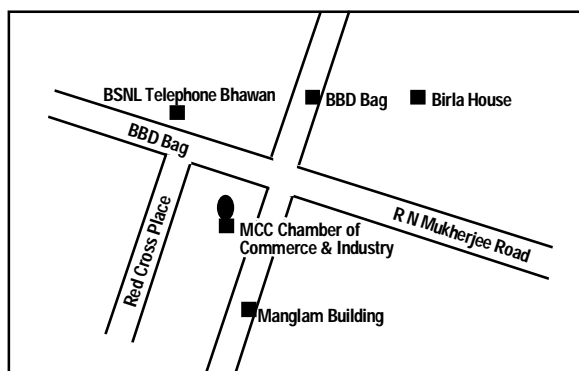 BSNL Telephone Bhawan
BBD Bag
Birla House
BBD Bag
R N Mukherjee Road
Red Cross Place
MCC Chamber of
Commerce & Industry
Manglam Building